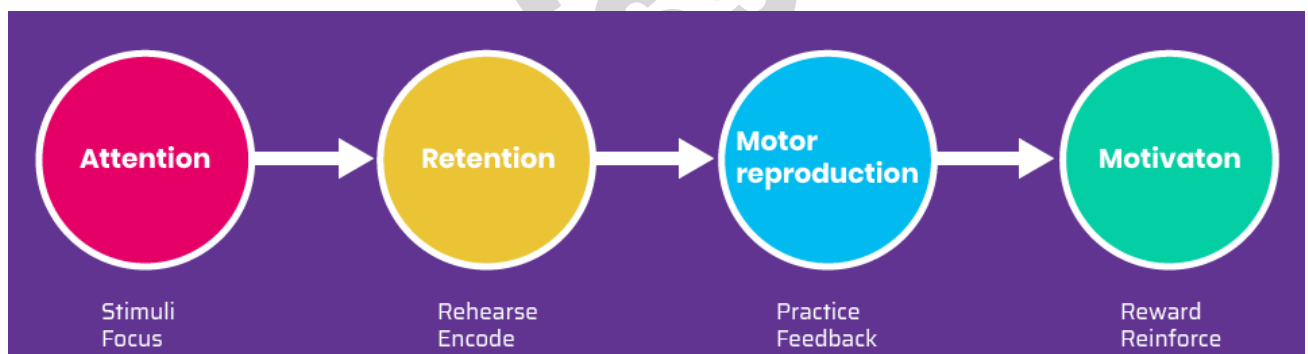 Attention
Retention
Motor
reproduction
Motivaton
Stimuli
Focus
Rehearse
Encode
Practice
Feedback
Reward
Reinforce